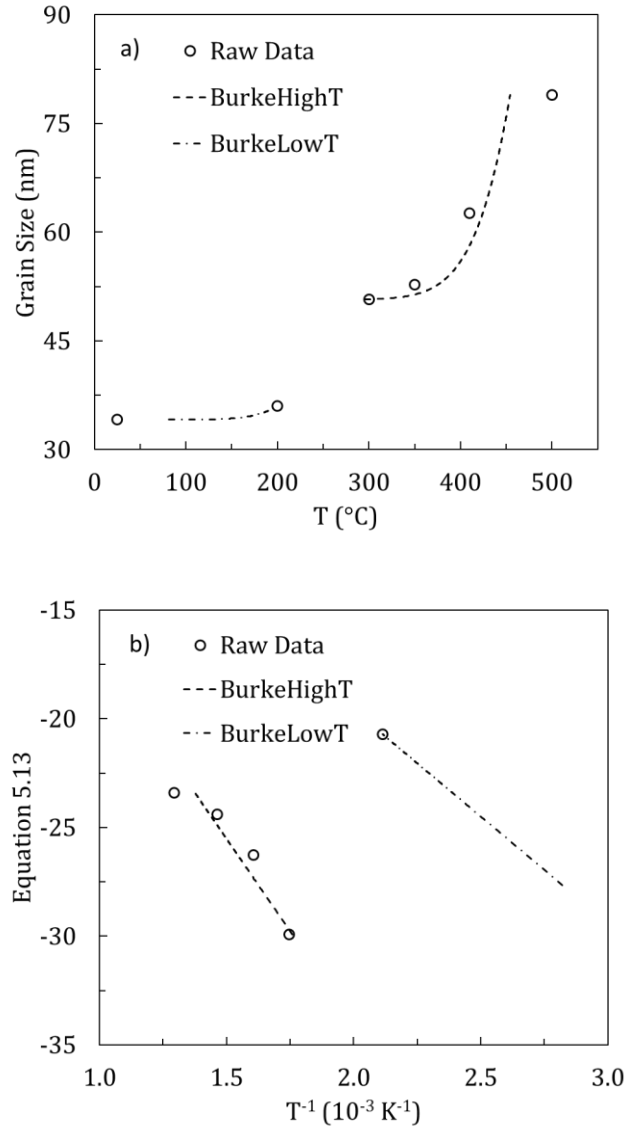 90
a)
Raw Data
BurkeHighT
BurkeLowT
75
60
45
30
Grain Size (nm)
0 100 200 300 400 500
T (°C)
-15
b)
Raw Data
BurkeHighT
BurkeLowT
-20
-25
-30
-35
Equation 5.13
1.0 1.5 2.0 2.5 3.0
T⁻¹ (10⁻³ K⁻¹)